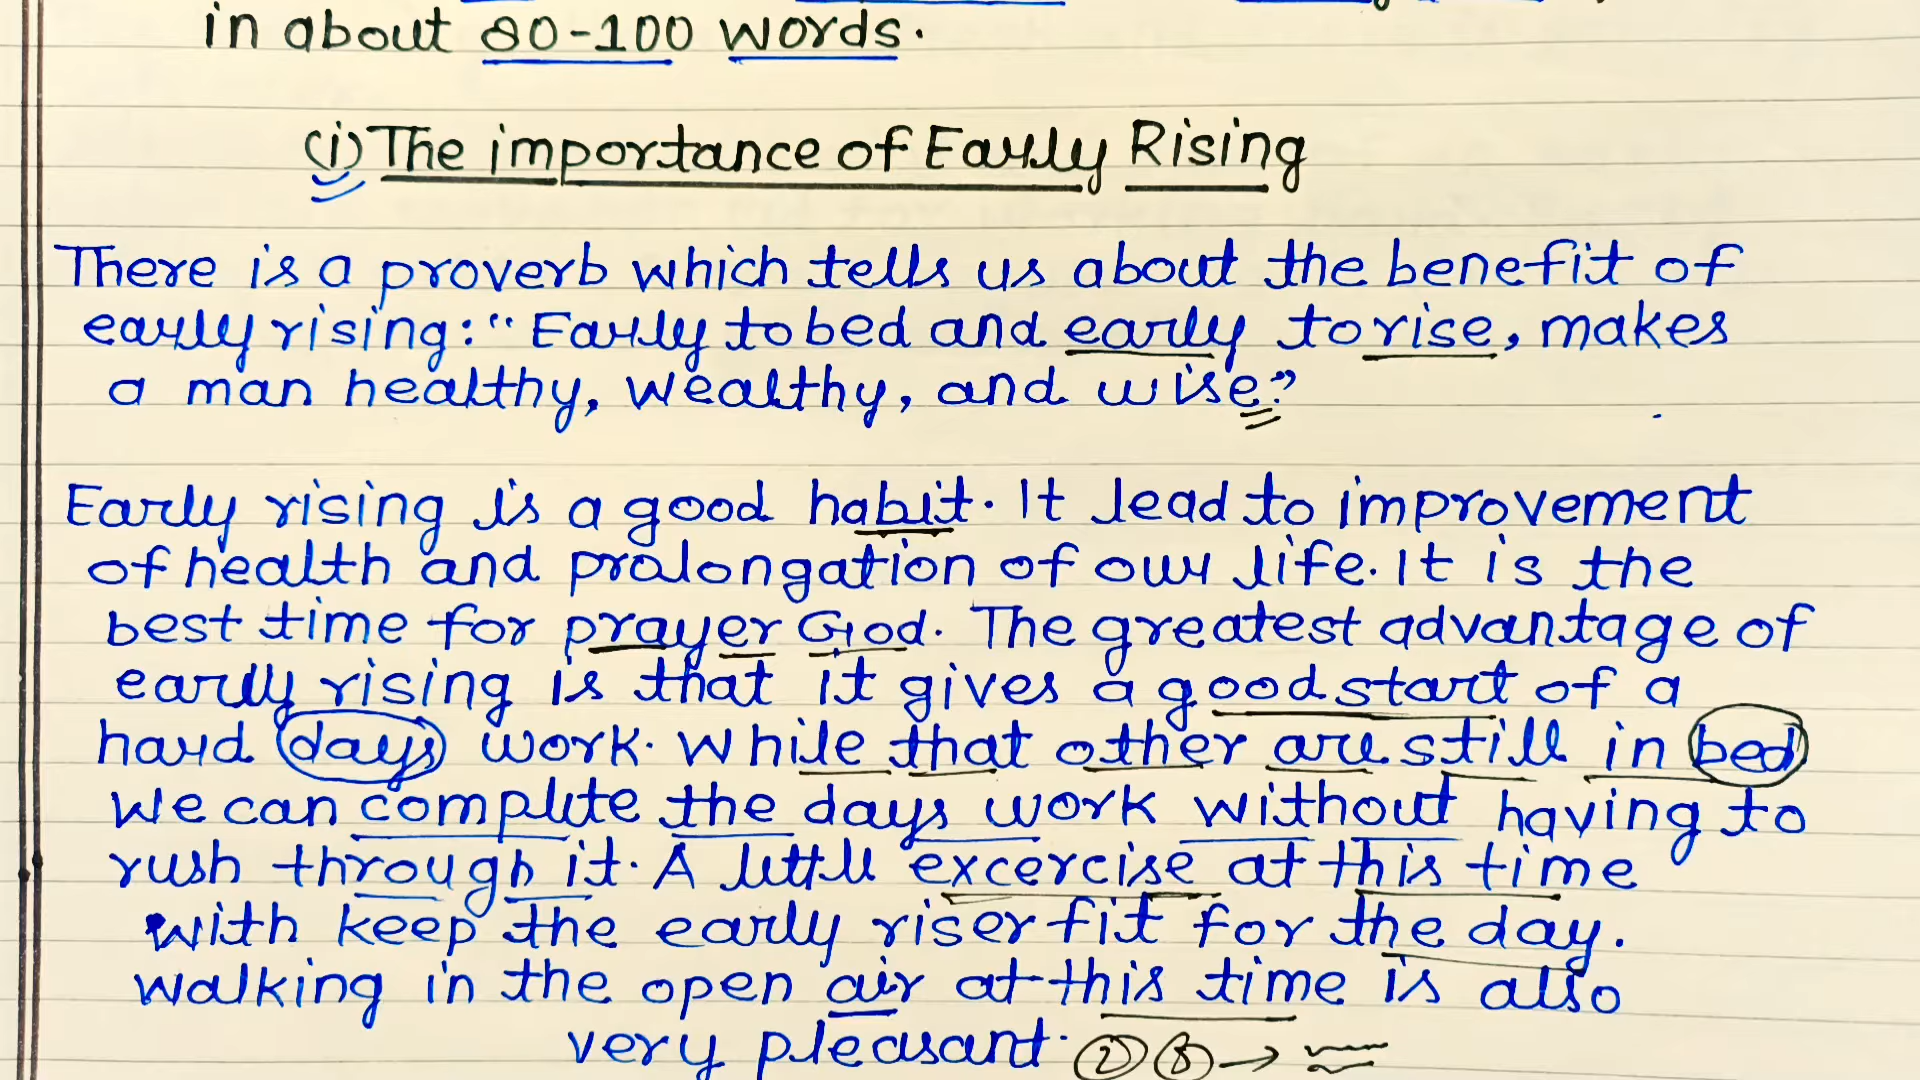 in about 80-100 words.
(i) The importance of Early Rising
There is a proverb which tells us about the benefit of
early rising: "Early to bed and early to rise, makes
a man healthy, wealthy, and wise."
Early rising is a good habit. It lead to improvement
of health and prolongation of our life. It is the
best time for prayer God. The greatest advantage of
early rising is that it gives a good start of a
hard days work. While that other are still in bed
We can complete the days work without having to
rush through it. A little excercise at this time
with keep the early riser fit for the day.
walking in the open air at this time is also
very pleasant.